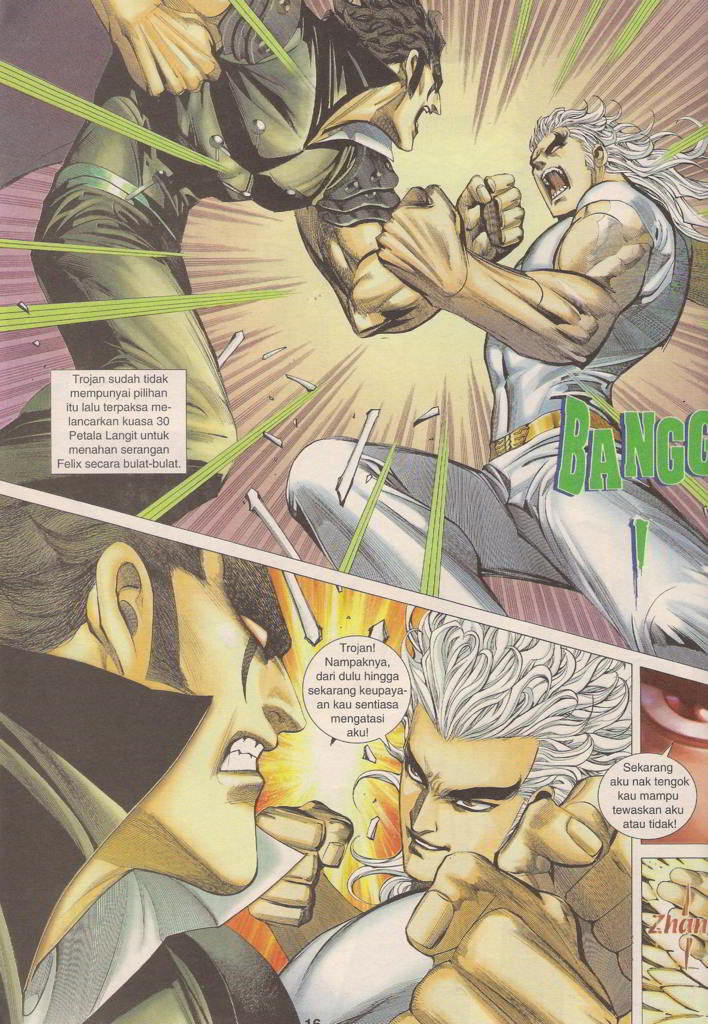 Trojan sudah tidak
mempunyai pilihan
itu lalu terpaksa me-
lancarkan kuasa 30
Petala Langit untuk
menahan serangan
Felix secara bulat-bulat.
BANGG
!
Trojan!
Nampaknya,
dari dulu hingga
sekarang keupaya-
an kau sentiasa
mengatasi
aku!
Sekarang
aku nak tengok
kau mampu
tewaskan aku
atau tidak!
Zhan
16